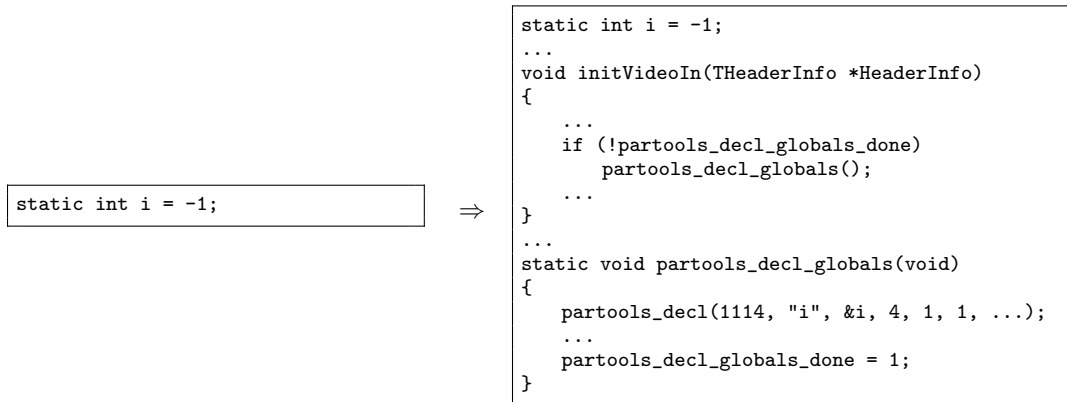 static int i = -1;
⇒
static int i = -1;
...
void initVideoIn(THeaderInfo *HeaderInfo)
{
    ...
    if (!partools_decl_globals_done)
        partools_decl_globals();
    ...
}
...
static void partools_decl_globals(void)
{
    partools_decl(1114, "i", &i, 4, 1, 1, ...);
    ...
    partools_decl_globals_done = 1;
}